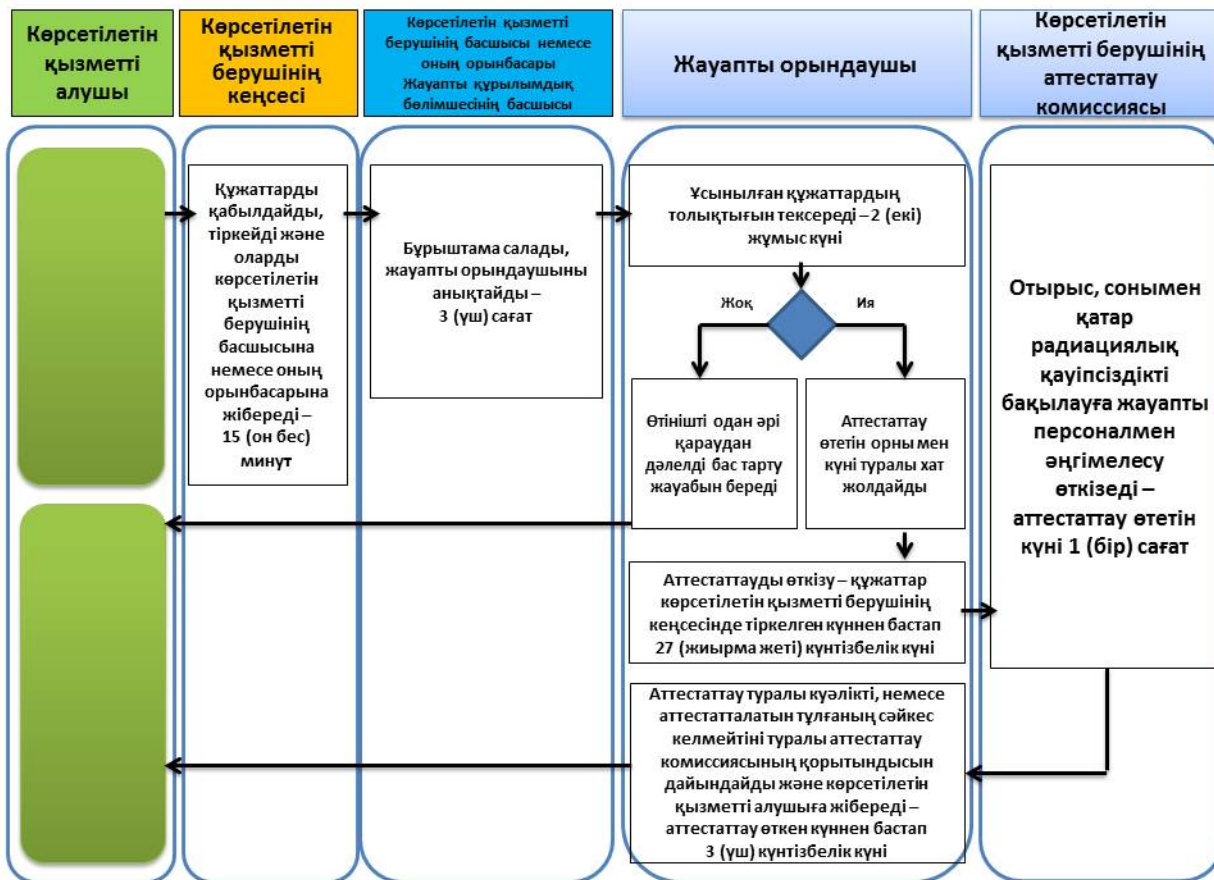 Көрсетілетін
қызметті
алушы
Көрсетілетін
қызметті
берушінің
кеңсесі
Көрсетілетін қызметті
берушінің басшысы немесе
оның орынбасары
Жауапты құрылымдық
бөлімшесінің басшысы
Жауапты орындаушы
Көрсетілетін
қызметті берушінің
аттестаттау
комиссиясы
Құжаттарды
қабылдайды,
тіркейді және
оларды
көрсетілетін
қызметті
берушінің
басшысына
немесе оның
орынбасарына
жібереді –
15 (он бес)
минут
Бұрыштама салады,
жауапты орындаушыны
анықтайды –
3 (үш) сағат
Ұсынылған құжаттардың
толықтығын тексереді – 2 (екі)
жұмыс күні
Жоқ
Ия
Өтінішті одан әрі
қараудан
дәлелді бас тарту
жауабын береді
Аттестаттау
өтетін орны мен
күні туралы хат
жолдайды
Аттестаттауды өткізу – құжаттар
көрсетілетін қызметті берушінің
кеңсесінде тіркелген күннен бастап
27 (жиырма жеті) күнтізбелік күні
Аттестаттау туралы куәлікті, немесе
аттестатталатын тұлғаның сәйкес
келмейтіні туралы аттестаттау
комиссиясының қорытындысын
дайындайды және көрсетілетін
қызметті алушыға жібереді –
аттестаттау өткен күннен бастап
3 (үш) күнтізбелік күні
Отырыс, сонымен
қатар
радиациялық
қауіпсіздікті
бақылауға жауапты
персоналмен
әңгімелесу
өткізеді –
аттестаттау өтетін
күні 1 (бір) сағат